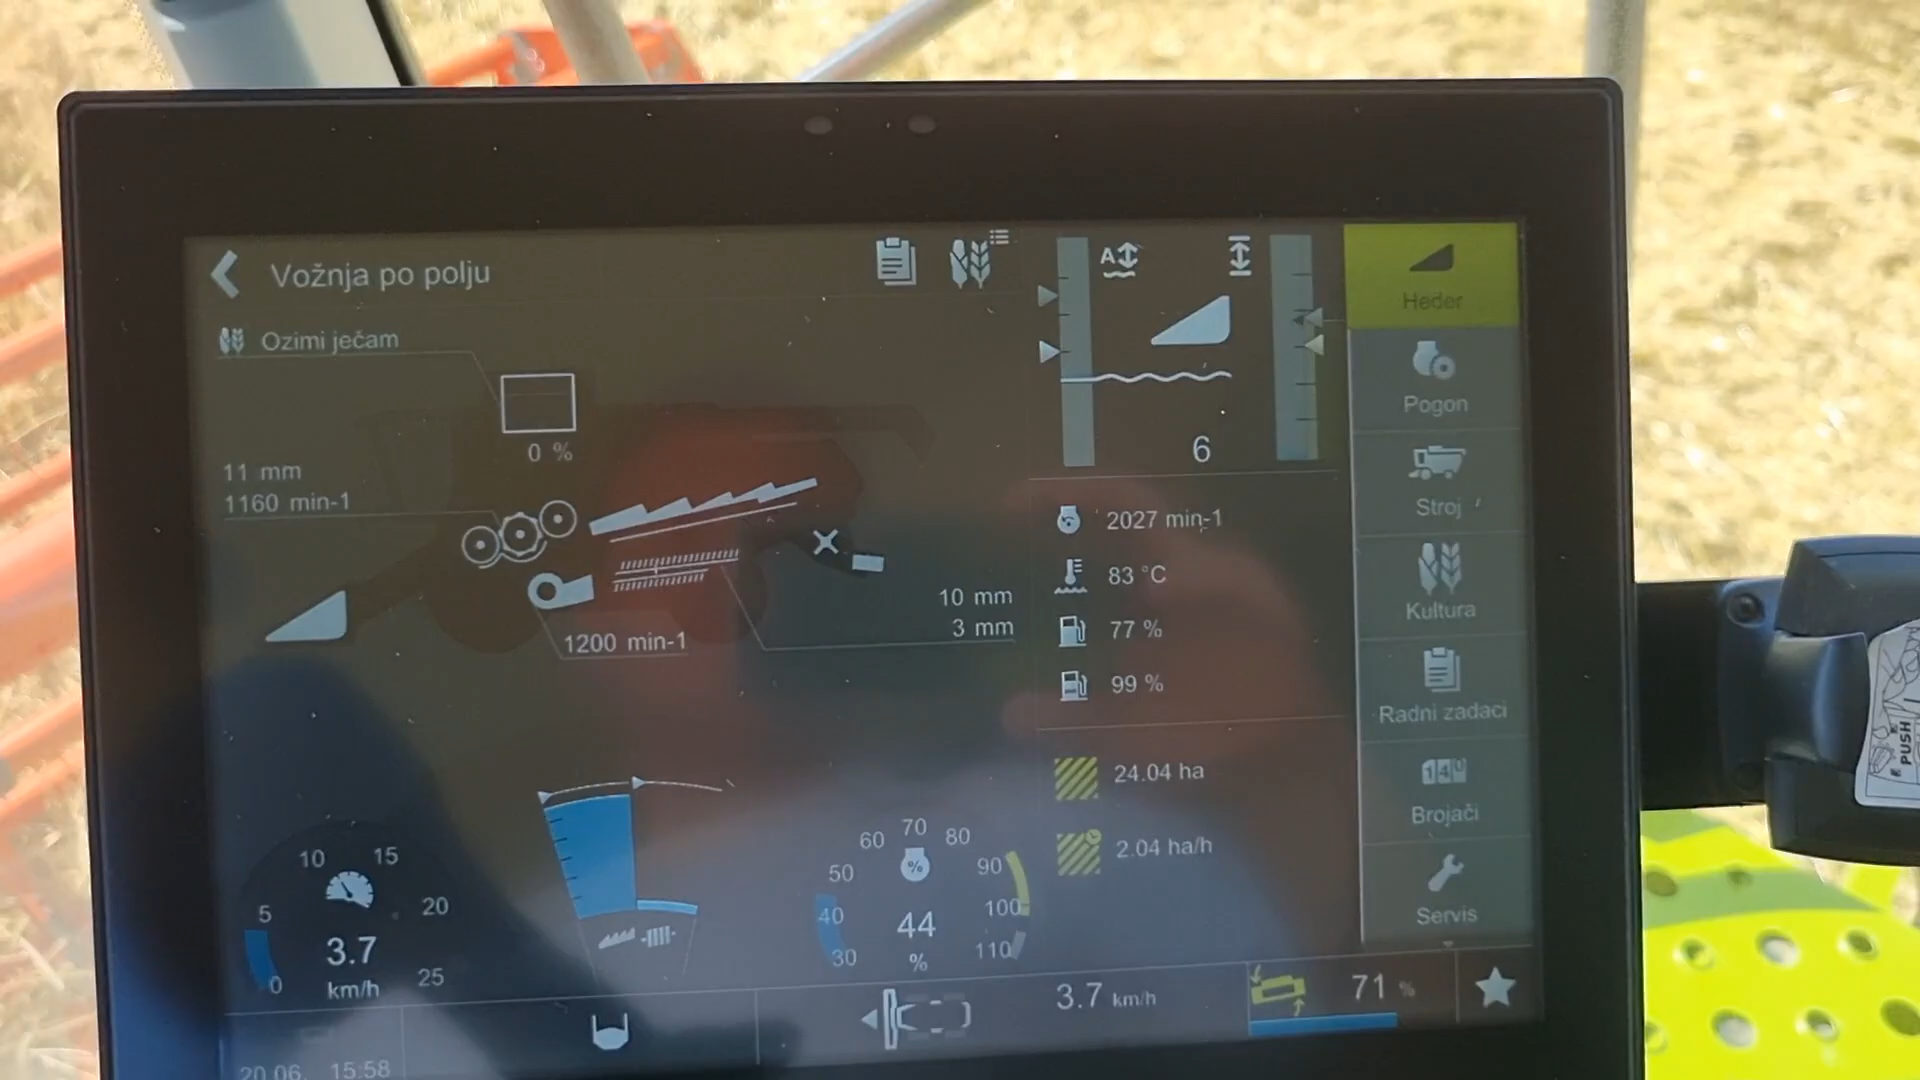 Vožnja po polju
Ozimi ječam
0 %
11 mm
1160 min-1
1200 min-1
10 mm
3 mm
A
6
2027 min-1
83 °C
77 %
99 %
24.04 ha
2.04 ha/h
Heder
Pogon
Stroj
Kultura
Radni zadaci
Brojači
Servis
0
5
10
15
20
25
3.7
km/h
30
40
50
60
70
80
90
100
110
%
44
%
3.7 km/h
71 %
20.06. 15:58
PUSH